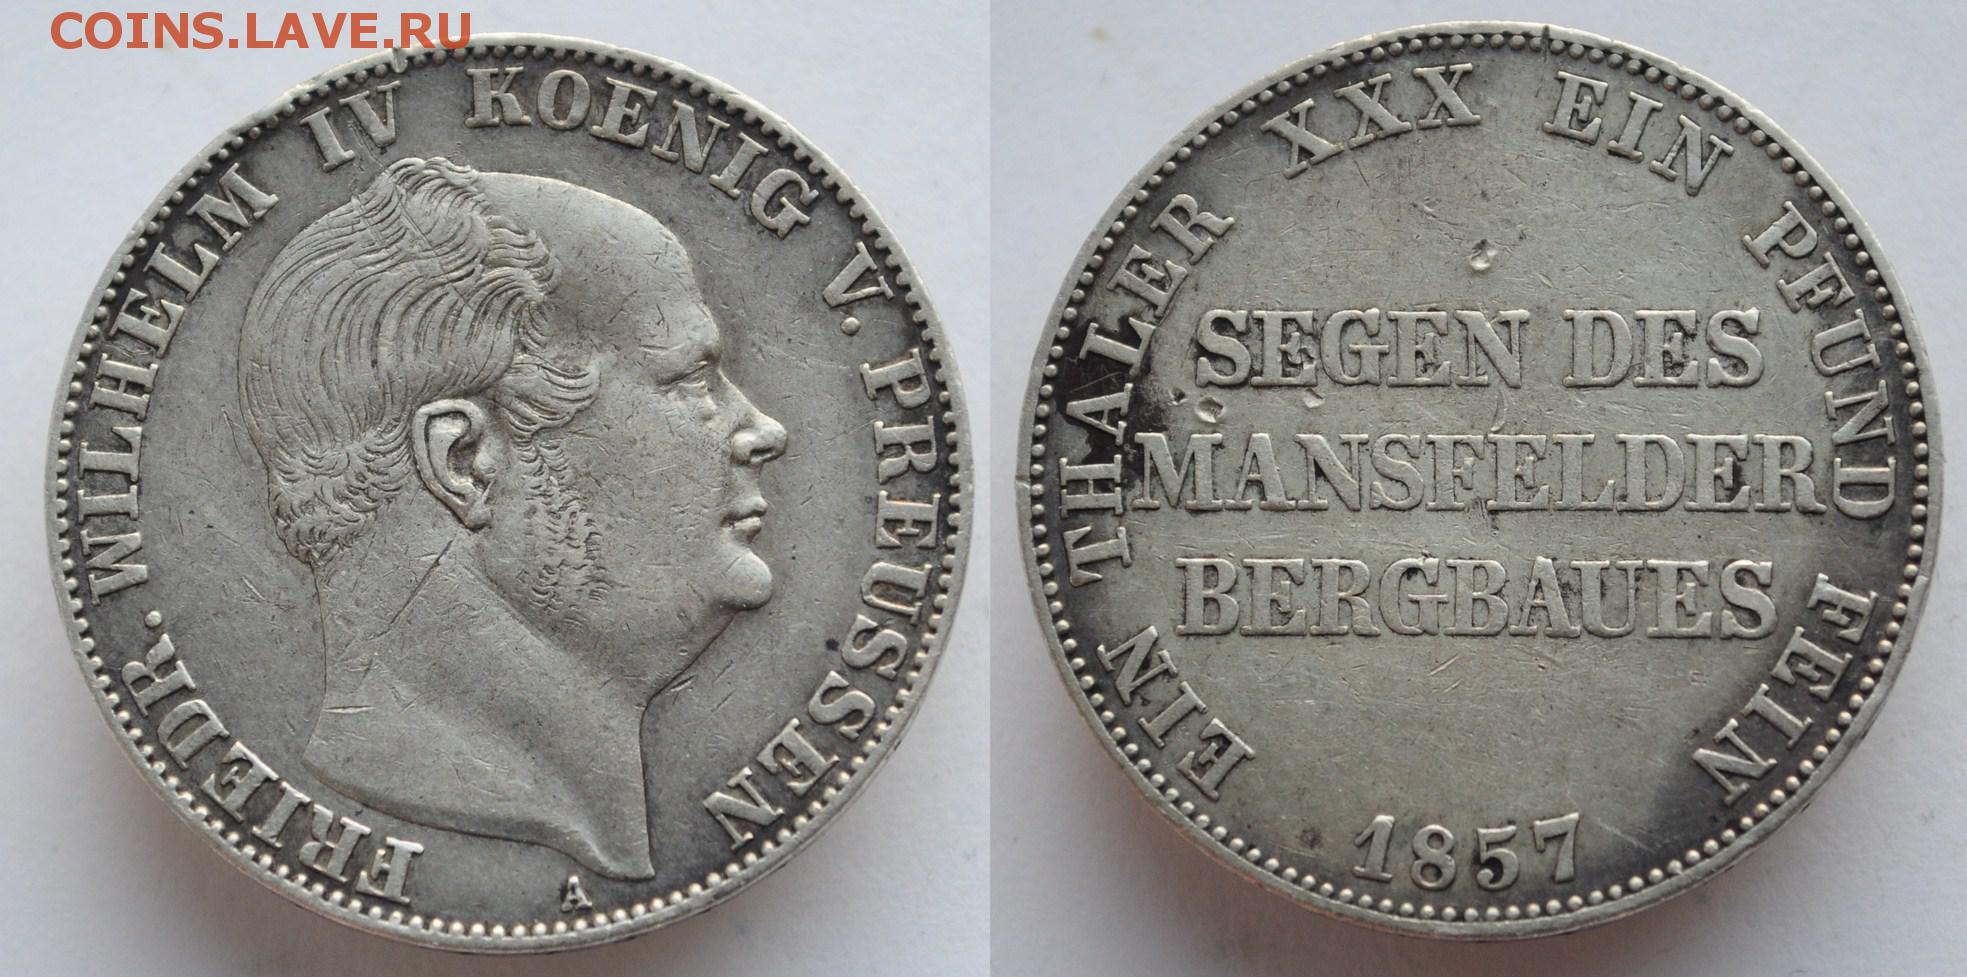 COINS.LAVE.RU
FRIEDR. WILHELM IV KOENIG V. PREUSSEN
A
EIN THALER XXX EIN PFUND FEIN
SEGEN DES
MANSFELDER
BERGBAUES
1857